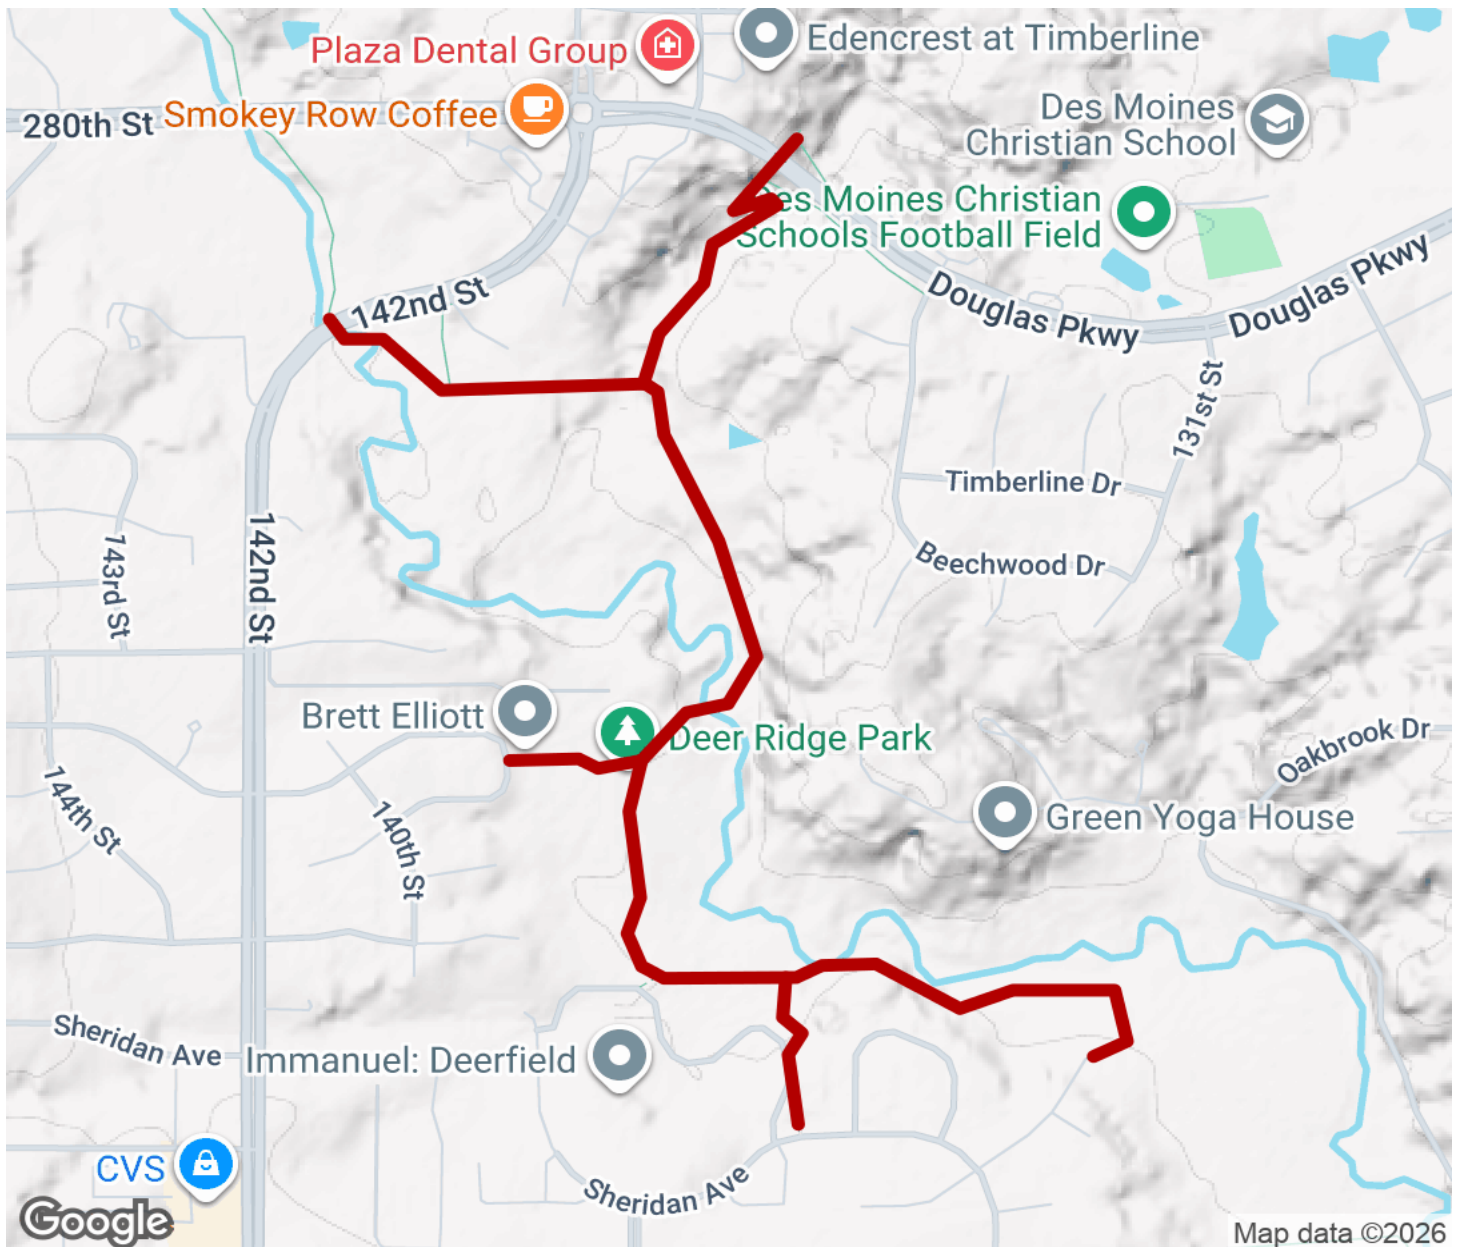 Plaza Dental Group
Edencrest at Timberline
280th St
Smokey Row Coffee
Des Moines
Christian School
Des Moines Christian
Schools Football Field
142nd St
Douglas Pkwy
Douglas Pkwy
131st St
Timberline Dr
Beechwood Dr
143rd St
142nd St
Brett Elliott
Deer Ridge Park
Oakbrook Dr
144th St
140th St
Green Yoga House
Sheridan Ave
Immanuel: Deerfield
CVS
Sheridan Ave
Google
Map data ©2026